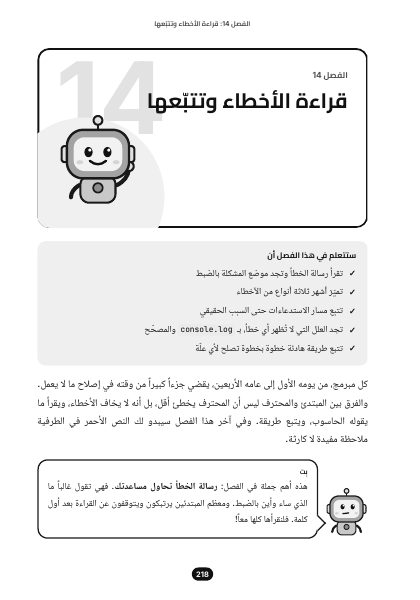 الفصل 14: قراءة الأخطاء وتتبّعها
14
الفصل 14
قراءة الأخطاء وتتبّعها
ستتعلم في هذا الفصل أن
✓ تقرأ رسالة الخطأ وتجد موضع المشكلة بالضبط
✓ تميّز أشهر ثلاثة أنواع من الأخطاء
✓ تتبع مسار الاستدعاءات حتى السبب الحقيقي
✓ تجد العلل التي لا تُظهر أي خطأ، بـ console.log والمصحّح
✓ تتبع طريقة هادئة خطوة بخطوة تصلح لأي علّة
كل مبرمج، من يومه الأول إلى عامه الأربعين، يقضي جزءاً كبيراً من وقته في إصلاح ما لا يعمل.
والفرق بين المبتدئ والمحترف ليس أن المحترف يخطئ أقل، بل أنه لا يخاف الأخطاء، ويقرأ ما
يقوله الحاسوب، ويتبع طريقة. وفي آخر هذا الفصل سيبدو لك النص الأحمر في الطرفية
ملاحظة مفيدة لا كارثة.
بِت
هذه أهم جملة في الفصل: رسالة الخطأ تحاول مساعدتك. فهي تقول غالباً ما
الذي ساء وأين بالضبط. ومعظم المبتدئين يرتبكون ويتوقفون عن القراءة بعد أول
كلمة. فلنقرأها كلها معاً!
218